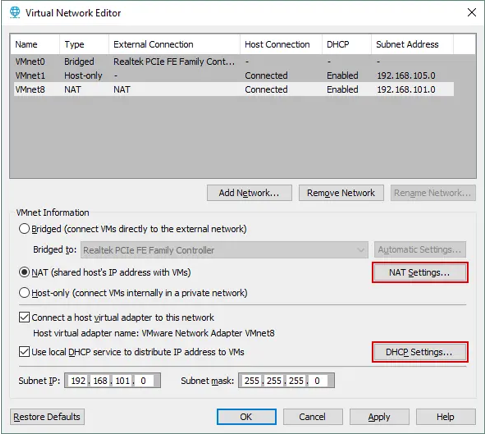 Virtual Network Editor
Name Type External Connection Host Connection DHCP Subnet Address
VMnet0 Bridged Realtek PCIe FE Family Cont... - - -
VMnet1 Host-only - Connected Enabled 192.168.105.0
VMnet8 NAT NAT Connected Enabled 192.168.101.0
Add Network... Remove Network Rename Network...
VMnet Information
Bridged (connect VMs directly to the external network)
Bridged to: Realtek PCIe FE Family Controller Automatic Settings...
NAT (shared host's IP address with VMs) NAT Settings...
Host-only (connect VMs internally in a private network)
Connect a host virtual adapter to this network
Host virtual adapter name: VMware Network Adapter VMnet8
Use local DHCP service to distribute IP address to VMs DHCP Settings...
Subnet IP: 192 . 168 . 101 . 0 Subnet mask: 255 . 255 . 255 . 0
Restore Defaults OK Cancel Apply Help